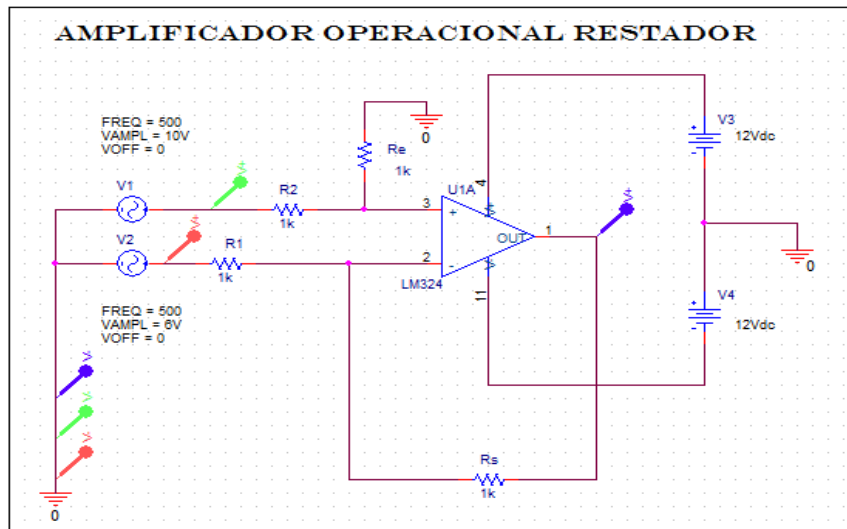 AMPLIFICADOR OPERACIONAL RESTADOR
FREQ = 500
VAMPL = 10V
VOFF = 0
0
Re
1k
V3
12Vdc
+
-
V1
V+
R2
1k
U1A
4
3
+
V+
OUT
1
V+
V2
V+
R1
1k
2
-
V-
LM324
11
0
FREQ = 500
VAMPL = 6V
VOFF = 0
V4
12Vdc
+
-
V-
V-
V-
Rs
1k
0